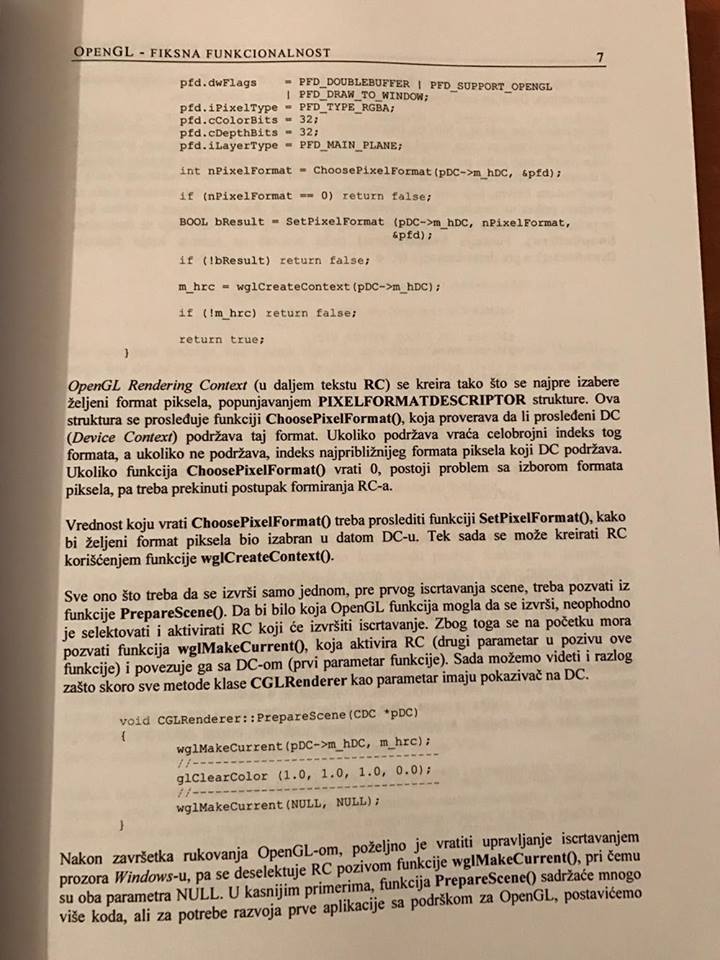 OPENGL - FIKSNA FUNKCIONALNOST 7
pfd.dwFlags = PFD_DOUBLEBUFFER | PFD_SUPPORT_OPENGL
| PFD_DRAW_TO_WINDOW;
pfd.iPixelType = PFD_TYPE_RGBA;
pfd.cColorBits = 32;
pfd.cDepthBits = 32;
pfd.iLayerType = PFD_MAIN_PLANE;
int nPixelFormat = ChoosePixelFormat(pDC->m_hDC, &pfd);
if (nPixelFormat == 0) return false;
BOOL bResult = SetPixelFormat (pDC->m_hDC, nPixelFormat,
&pfd);
if (!bResult) return false;
m_hrc = wglCreateContext(pDC->m_hDC);
if (!m_hrc) return false;
return true;
}
OpenGL Rendering Context (u daljem tekstu RC) se kreira tako što se najpre izabere
željeni format piksela, popunjavanjem PIXELFORMATDESCRIPTOR strukture. Ova
struktura se prosleđuje funkciji ChoosePixelFormat(), koja proverava da li prosleđeni DC
(Device Context) podržava taj format. Ukoliko podržava vraća celobrojni indeks tog
formata, a ukoliko ne podržava, indeks najpribližnijeg formata piksela koji DC podržava.
Ukoliko funkcija ChoosePixelFormat() vrati 0, postoji problem sa izborom formata
piksela, pa treba prekinuti postupak formiranja RC-a.
Vrednost koju vrati ChoosePixelFormat() treba proslediti funkciji SetPixelFormat(), kako
bi željeni format piksela bio izabran u datom DC-u. Tek sada se može kreirati RC
korišćenjem funkcije wglCreateContext().
Sve ono što treba da se izvrši samo jednom, pre prvog iscrtavanja scene, treba pozvati iz
funkcije PrepareScene(). Da bi bilo koja OpenGL funkcija mogla da se izvrši, neophodno
je selektovati i aktivirati RC koji će izvršiti iscrtavanje. Zbog toga se na početku mora
pozvati funkcija wglMakeCurrent(), koja aktivira RC (drugi parametar u pozivu ove
funkcije) i povezuje ga sa DC-om (prvi parametar funkcije). Sada možemo videti i razlog
zašto skoro sve metode klase CGLRenderer kao parametar imaju pokazivač na DC.
void CGLRenderer::PrepareScene(CDC *pDC)
{
wglMakeCurrent(pDC->m_hDC, m_hrc);
//---------------------------------
glClearColor (1.0, 1.0, 1.0, 0.0);
//---------------------------------
wglMakeCurrent(NULL, NULL);
}
Nakon završetka rukovanja OpenGL-om, poželjno je vratiti upravljanje iscrtavanjem
prozora Windows-u, pa se deselektuje RC pozivom funkcije wglMakeCurrent(), pri čemu
su oba parametra NULL. U kasnijim primerima, funkcija PrepareScene() sadržaće mnogo
više koda, ali za potrebe razvoja prve aplikacije sa podrškom za OpenGL, postavićemo